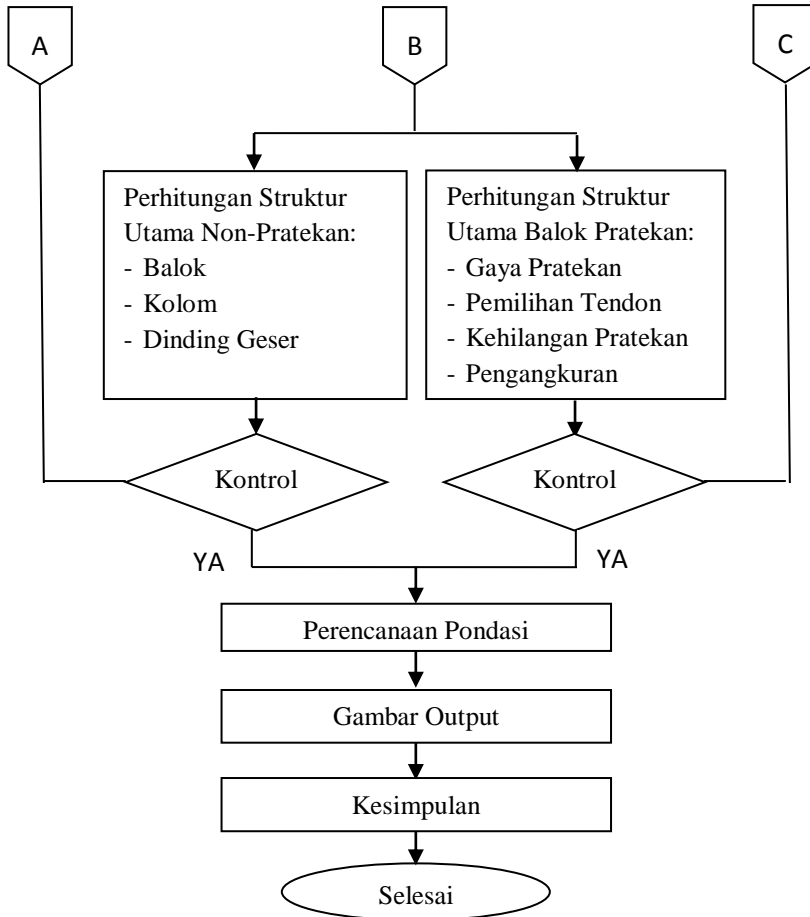 A
B
C
Perhitungan Struktur
Utama Non-Pratekan:
- Balok
- Kolom
- Dinding Geser
Perhitungan Struktur
Utama Balok Pratekan:
- Gaya Pratekan
- Pemilihan Tendon
- Kehilangan Pratekan
- Pengangkuran
Kontrol
Kontrol
YA
YA
Perencanaan Pondasi
Gambar Output
Kesimpulan
Selesai